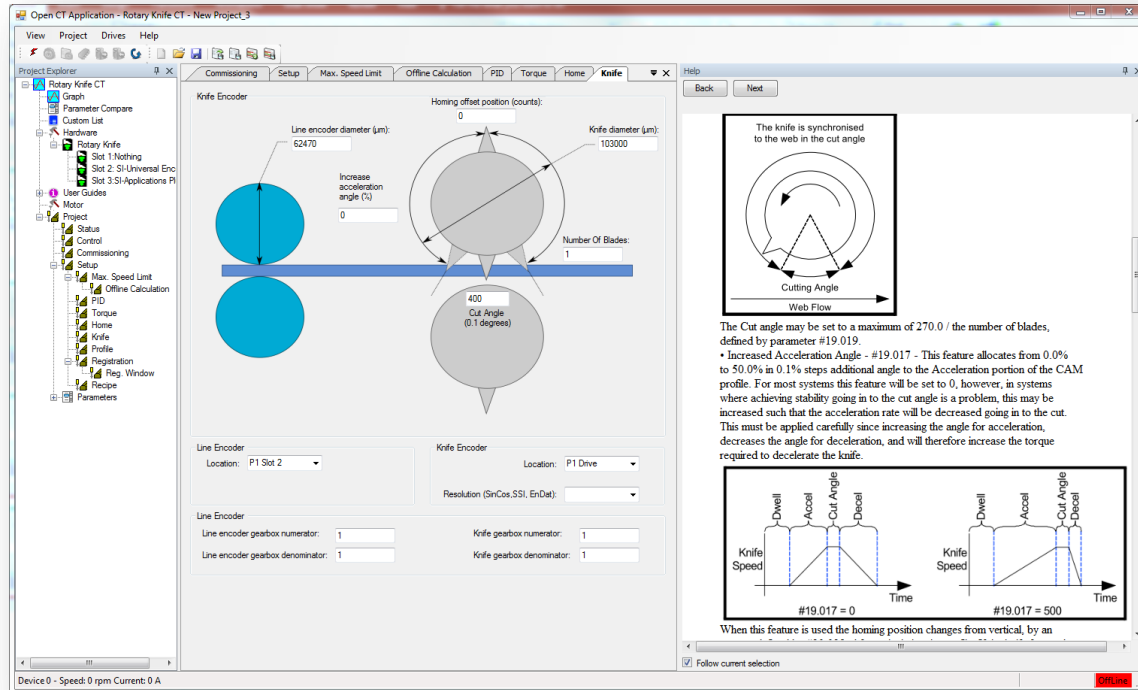 Open CT Application - Rotary Knife CT - New Project_3
View Project Drives Help
Project Explorer
Rotary Knife CT
Graph
Parameter Compare
Custom List
Hardware
Rotary Knife
Slot 1:Nothing
Slot 2: SI-Universal Enc
Slot 3:SI-Applications Pl
User Guides
Motor
Project
Status
Control
Commissioning
Setup
Max. Speed Limit
Offline Calculation
PID
Torque
Home
Knife
Profile
Registration
Reg. Window
Recipe
Parameters
Commissioning Setup Max. Speed Limit Offline Calculation PID Torque Home Knife
Knife Encoder
Homing offset position (counts):
0
Line encoder diameter (µm):
62470
Knife diameter (µm):
103000
Increase
acceleration
angle (%)
0
Number Of Blades:
1
400
Cut Angle
(0.1 degrees)
Line Encoder
Location: P1 Slot 2
Knife Encoder
Location: P1 Drive
Resolution (SinCos,SSI, EnDat):
Line Encoder
Line encoder gearbox numerator: 1
Knife gearbox numerator: 1
Line encoder gearbox denominator: 1
Knife gearbox denominator: 1
Help
Back Next
The knife is synchronised
to the web in the cut angle
Cutting Angle
Web Flow
The Cut angle may be set to a maximum of 270.0 / the number of blades,
defined by parameter #19.019.
• Increased Acceleration Angle - #19.017 - This feature allocates from 0.0%
to 50.0% in 0.1% steps additional angle to the Acceleration portion of the CAM
profile. For most systems this feature will be set to 0, however, in systems
where achieving stability going in to the cut angle is a problem, this may be
increased such that the acceleration rate will be decreased going in to the cut.
This must be applied carefully since increasing the angle for acceleration,
decreases the angle for deceleration, and will therefore increase the torque
required to decelerate the knife.
Dwell Accel Cut Angle Decel
Knife
Speed
Time
#19.017 = 0
Dwell Accel Cut Angle Decel
Knife
Speed
Time
#19.017 = 500
When this feature is used the homing position changes from vertical, by an
Follow current selection
Device 0 - Speed: 0 rpm Current: 0 A
OffLine